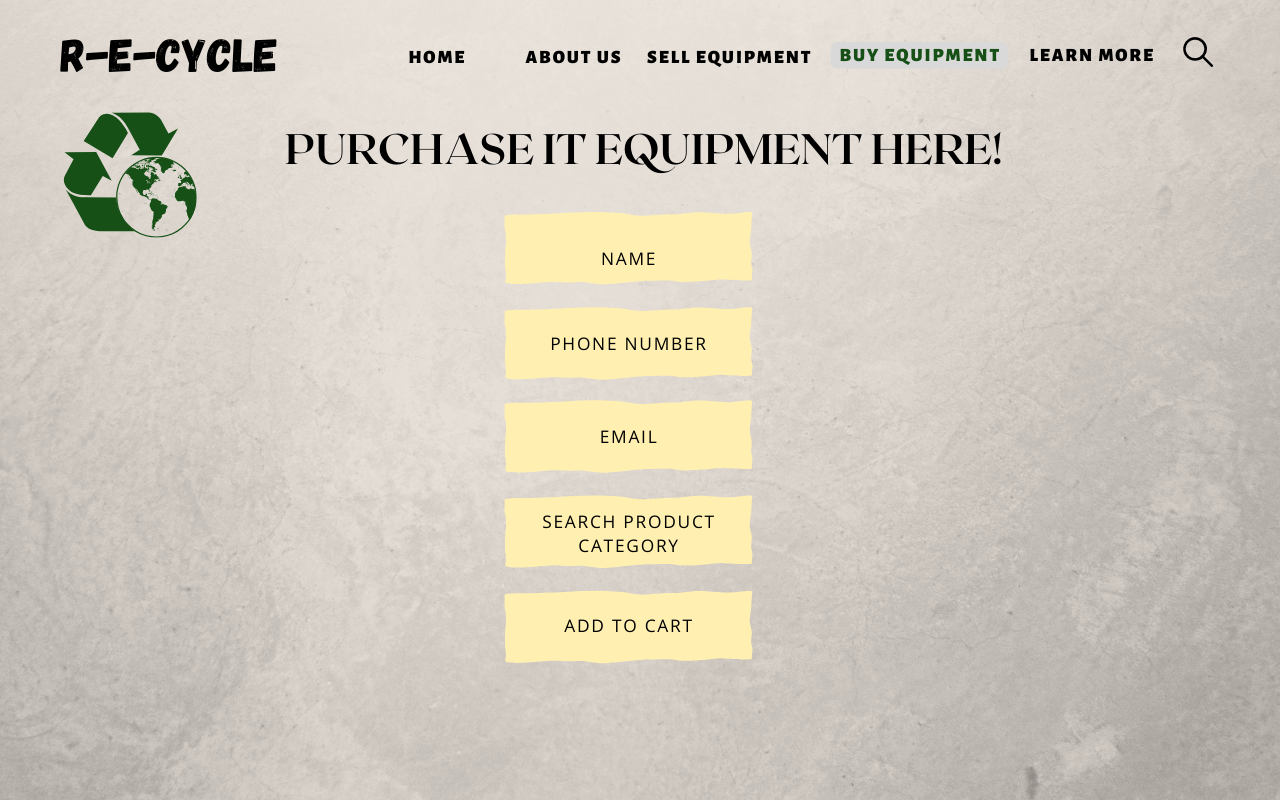 R-E-CYCLE
HOME ABOUT US SELL EQUIPMENT BUY EQUIPMENT LEARN MORE
PURCHASE IT EQUIPMENT HERE!
NAME
PHONE NUMBER
EMAIL
SEARCH PRODUCT
CATEGORY
ADD TO CART